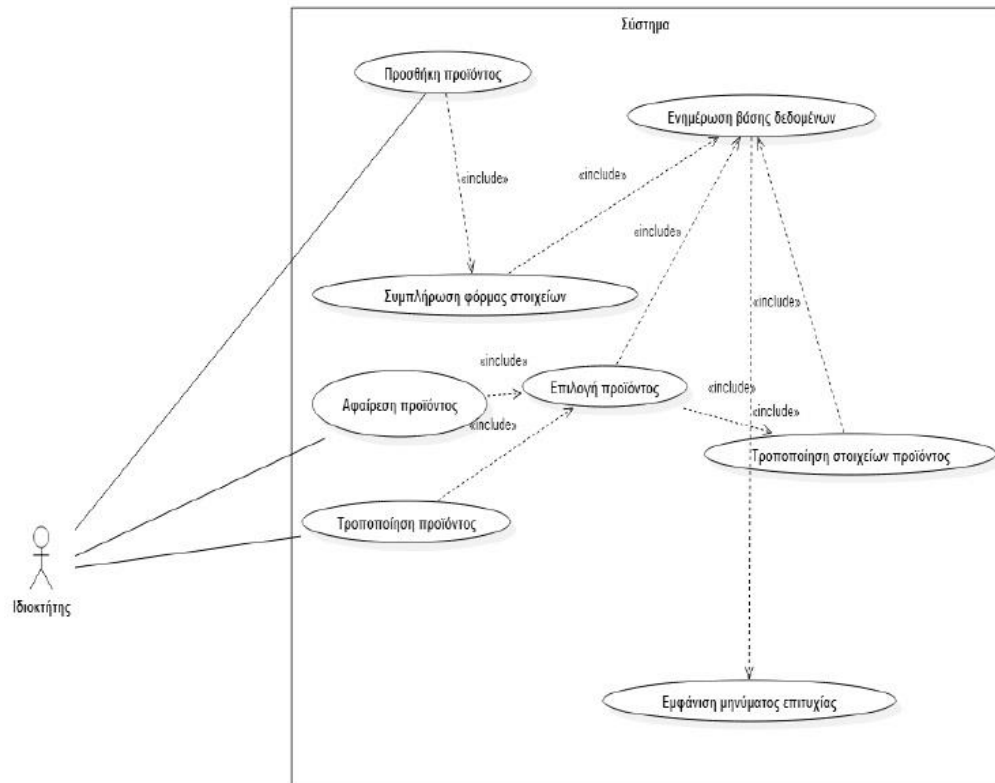 Σύστημα
Προσθήκη προϊόντος
Ενημέρωση βάσης δεδομένων
«include»
«include»
«include»
Συμπλήρωση φόρμας στοιχείων
«include»
«include»
Επιλογή προϊόντος
«include»
Αφαίρεση προϊόντος
«include»
«include»
Τροποποίηση στοιχείων προϊόντος
Τροποποίηση προϊόντος
Ιδιοκτήτης
Εμφάνιση μηνύματος επιτυχίας